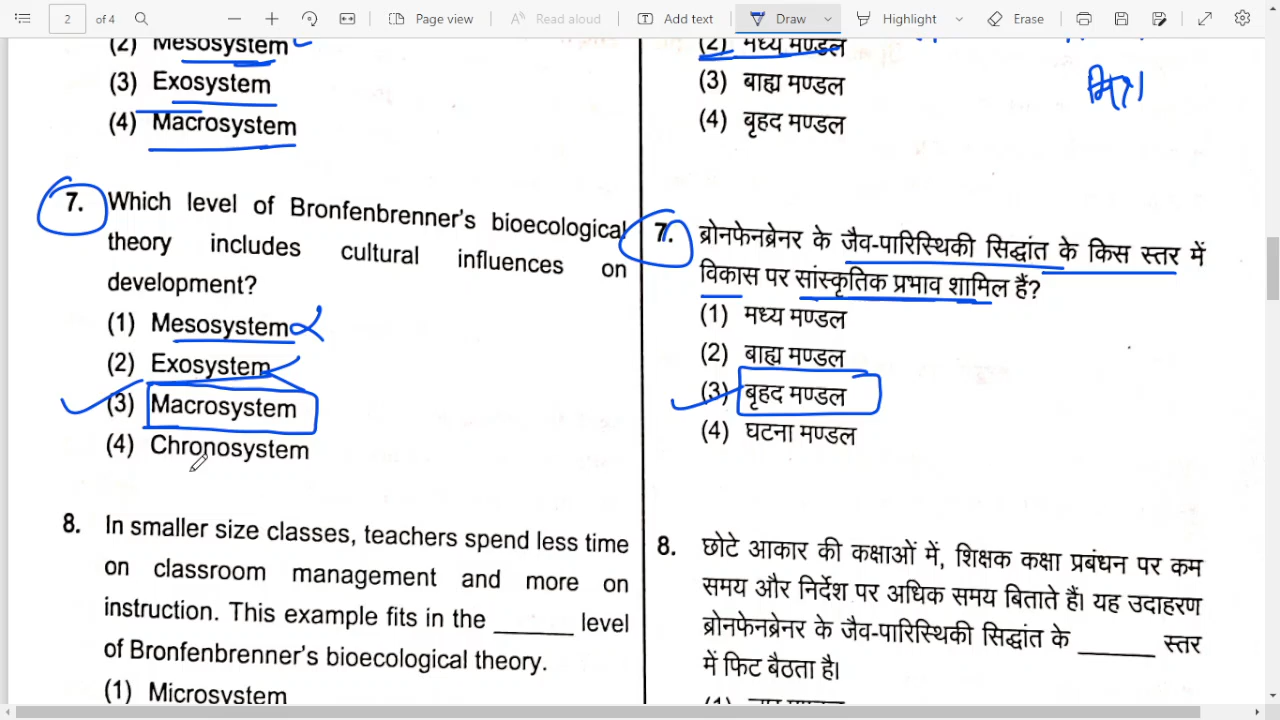 2 of 4 Page view Read aloud Add text Draw Highlight Erase
(2) Mesosystem
(3) Exosystem
(4) Macrosystem
7. Which level of Bronfenbrenner's bioecological
theory includes cultural influences on
development?
(1) Mesosystem
(2) Exosystem
(3) Macrosystem
(4) Chronosystem
8. In smaller size classes, teachers spend less time
on classroom management and more on
instruction. This example fits in the ______ level
of Bronfenbrenner's bioecological theory.
(1) Microsystem
(2) मध्य मण्डल
(3) बाह्य मण्डल
(4) बृहद मण्डल
7. ब्रोनफेनब्रेनर के जैव-पारिस्थिकी सिद्धांत के किस स्तर में
विकास पर सांस्कृतिक प्रभाव शामिल हैं?
(1) मध्य मण्डल
(2) बाह्य मण्डल
(3) बृहद मण्डल
(4) घटना मण्डल
8. छोटे आकार की कक्षाओं में, शिक्षक कक्षा प्रबंधन पर कम
समय और निर्देश पर अधिक समय बिताते हैं। यह उदाहरण
ब्रोनफेनब्रेनर के जैव-पारिस्थिकी सिद्धांत के ______ स्तर
में फिट बैठता है।